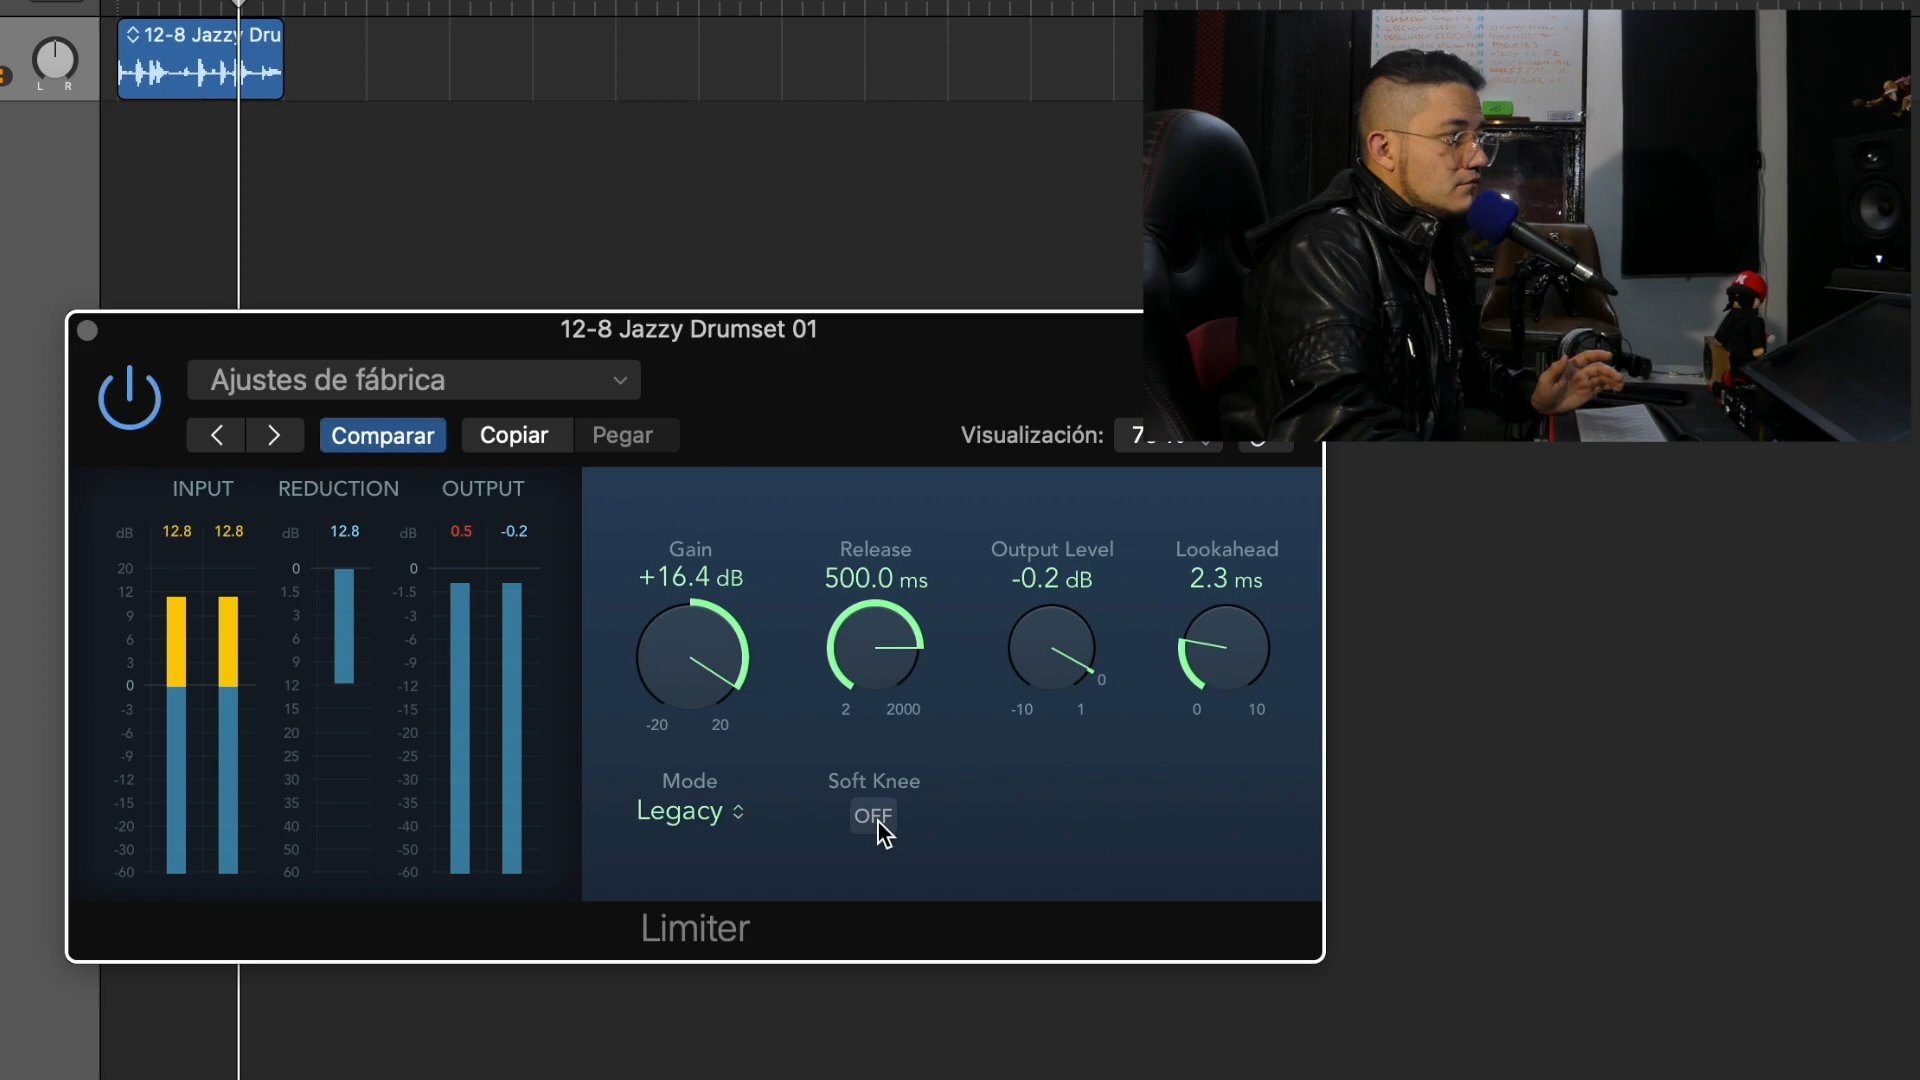 12-8 Jazzy Dru
L R
12-8 Jazzy Drumset 01
Ajustes de fábrica
Comparar Copiar Pegar Visualización:
INPUT REDUCTION OUTPUT
dB 12.8 12.8 dB 12.8 dB 0.5 -0.2
20 0 0
12 1.5 -1.5
9 3 -3
6 6 -6
3 9 -9
0 12 -12
-3 15 -15
-6 20 -20
-9 25 -25
-12 30 -30
-15 35 -35
-20 40 -40
-30 50 -50
-60 60 -60
Gain Release Output Level Lookahead
+16.4 dB 500.0 ms -0.2 dB 2.3 ms
0
-20 20 2 2000 -10 1 0 10
Mode Soft Knee
Legacy OFF
Limiter